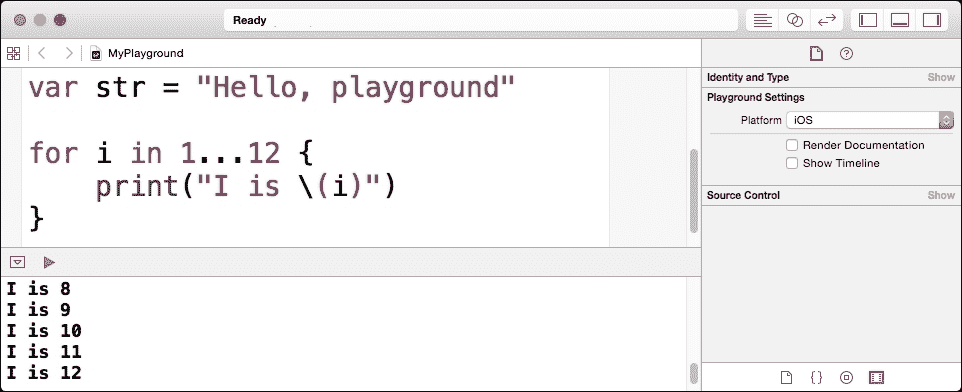 Ready
MyPlayground
var str = "Hello, playground"
for i in 1...12 {
    print("I is \(i)")
}
I is 8
I is 9
I is 10
I is 11
I is 12
Identity and Type Show
Playground Settings
Platform iOS
Render Documentation
Show Timeline
Source Control Show